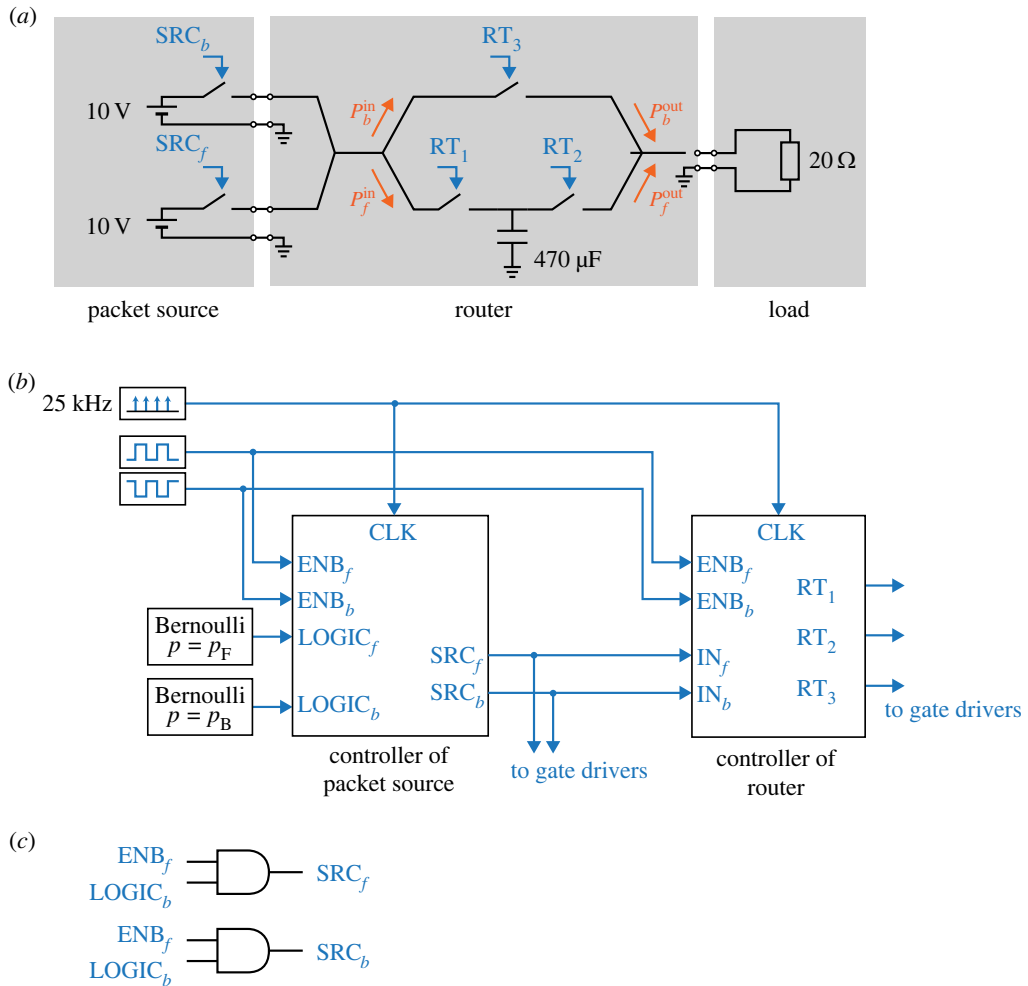 (a)
SRC_b
RT_3
10 V
P_b^in
P_b^out
SRC_f
RT_1
RT_2
20 Ω
P_f^in
P_f^out
10 V
470 µF
packet source
router
load
(b)
25 kHz
CLK
CLK
ENB_f
ENB_f
ENB_b
ENB_b
RT_1
Bernoulli
p = p_F
LOGIC_f
SRC_f
IN_f
RT_2
Bernoulli
p = p_B
LOGIC_b
SRC_b
IN_b
RT_3
to gate drivers
controller of
packet source
to gate drivers
controller of
router
(c)
ENB_f
LOGIC_b
SRC_f
ENB_f
LOGIC_b
SRC_b